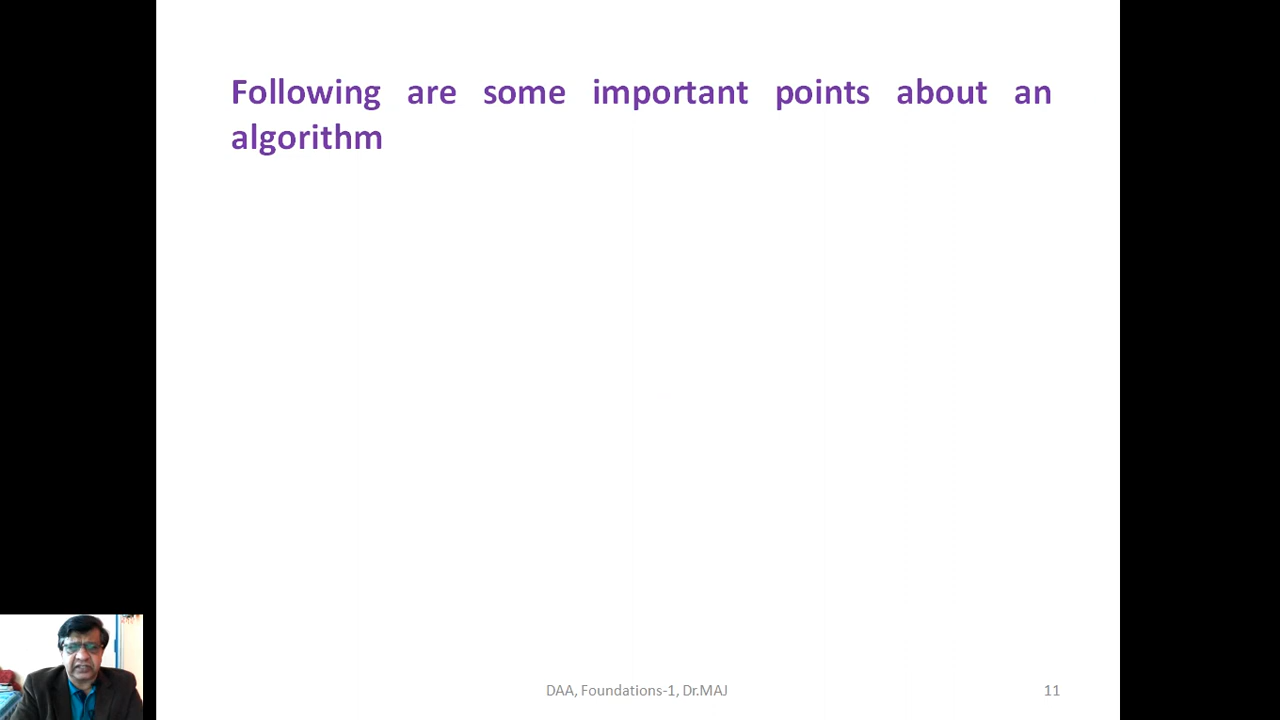 Following are some important points about an
algorithm
DAA, Foundations-1, Dr.MAJ
11